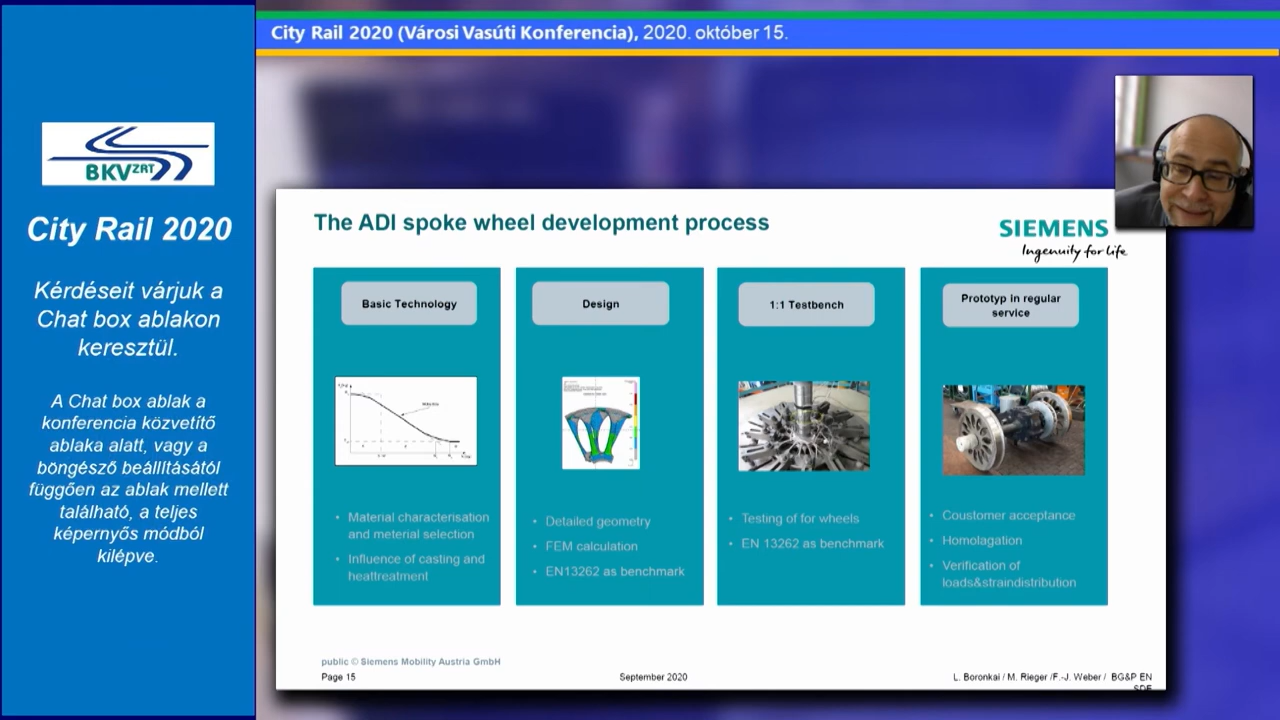 City Rail 2020 (Városi Vasúti Konferencia), 2020. október 15.
BKV ZRT
City Rail 2020
Kérdéseit várjuk a
Chat box ablakon
keresztül.
A Chat box ablak a
konferencia közvetítő
ablaka alatt, vagy a
böngésző beállításától
függően az ablak mellett
található, a teljes
képernyős módból
kilépve.
The ADI spoke wheel development process
SIEMENS
Ingenuity for life
Basic Technology
• Material characterisation
and meterial selection
• Influence of casting and
heattreatment
Design
• Detailed geometry
• FEM calculation
• EN13262 as benchmark
1:1 Testbench
• Testing of for wheels
• EN 13262 as benchmark
Prototyp in regular
service
• Coustomer acceptance
• Homolagation
• Verification of
loads&straindistribution
public © Siemens Mobility Austria GmbH
Page 15
September 2020
L. Boronkai / M. Rieger /F.-J. Weber / BG&P EN
SDE